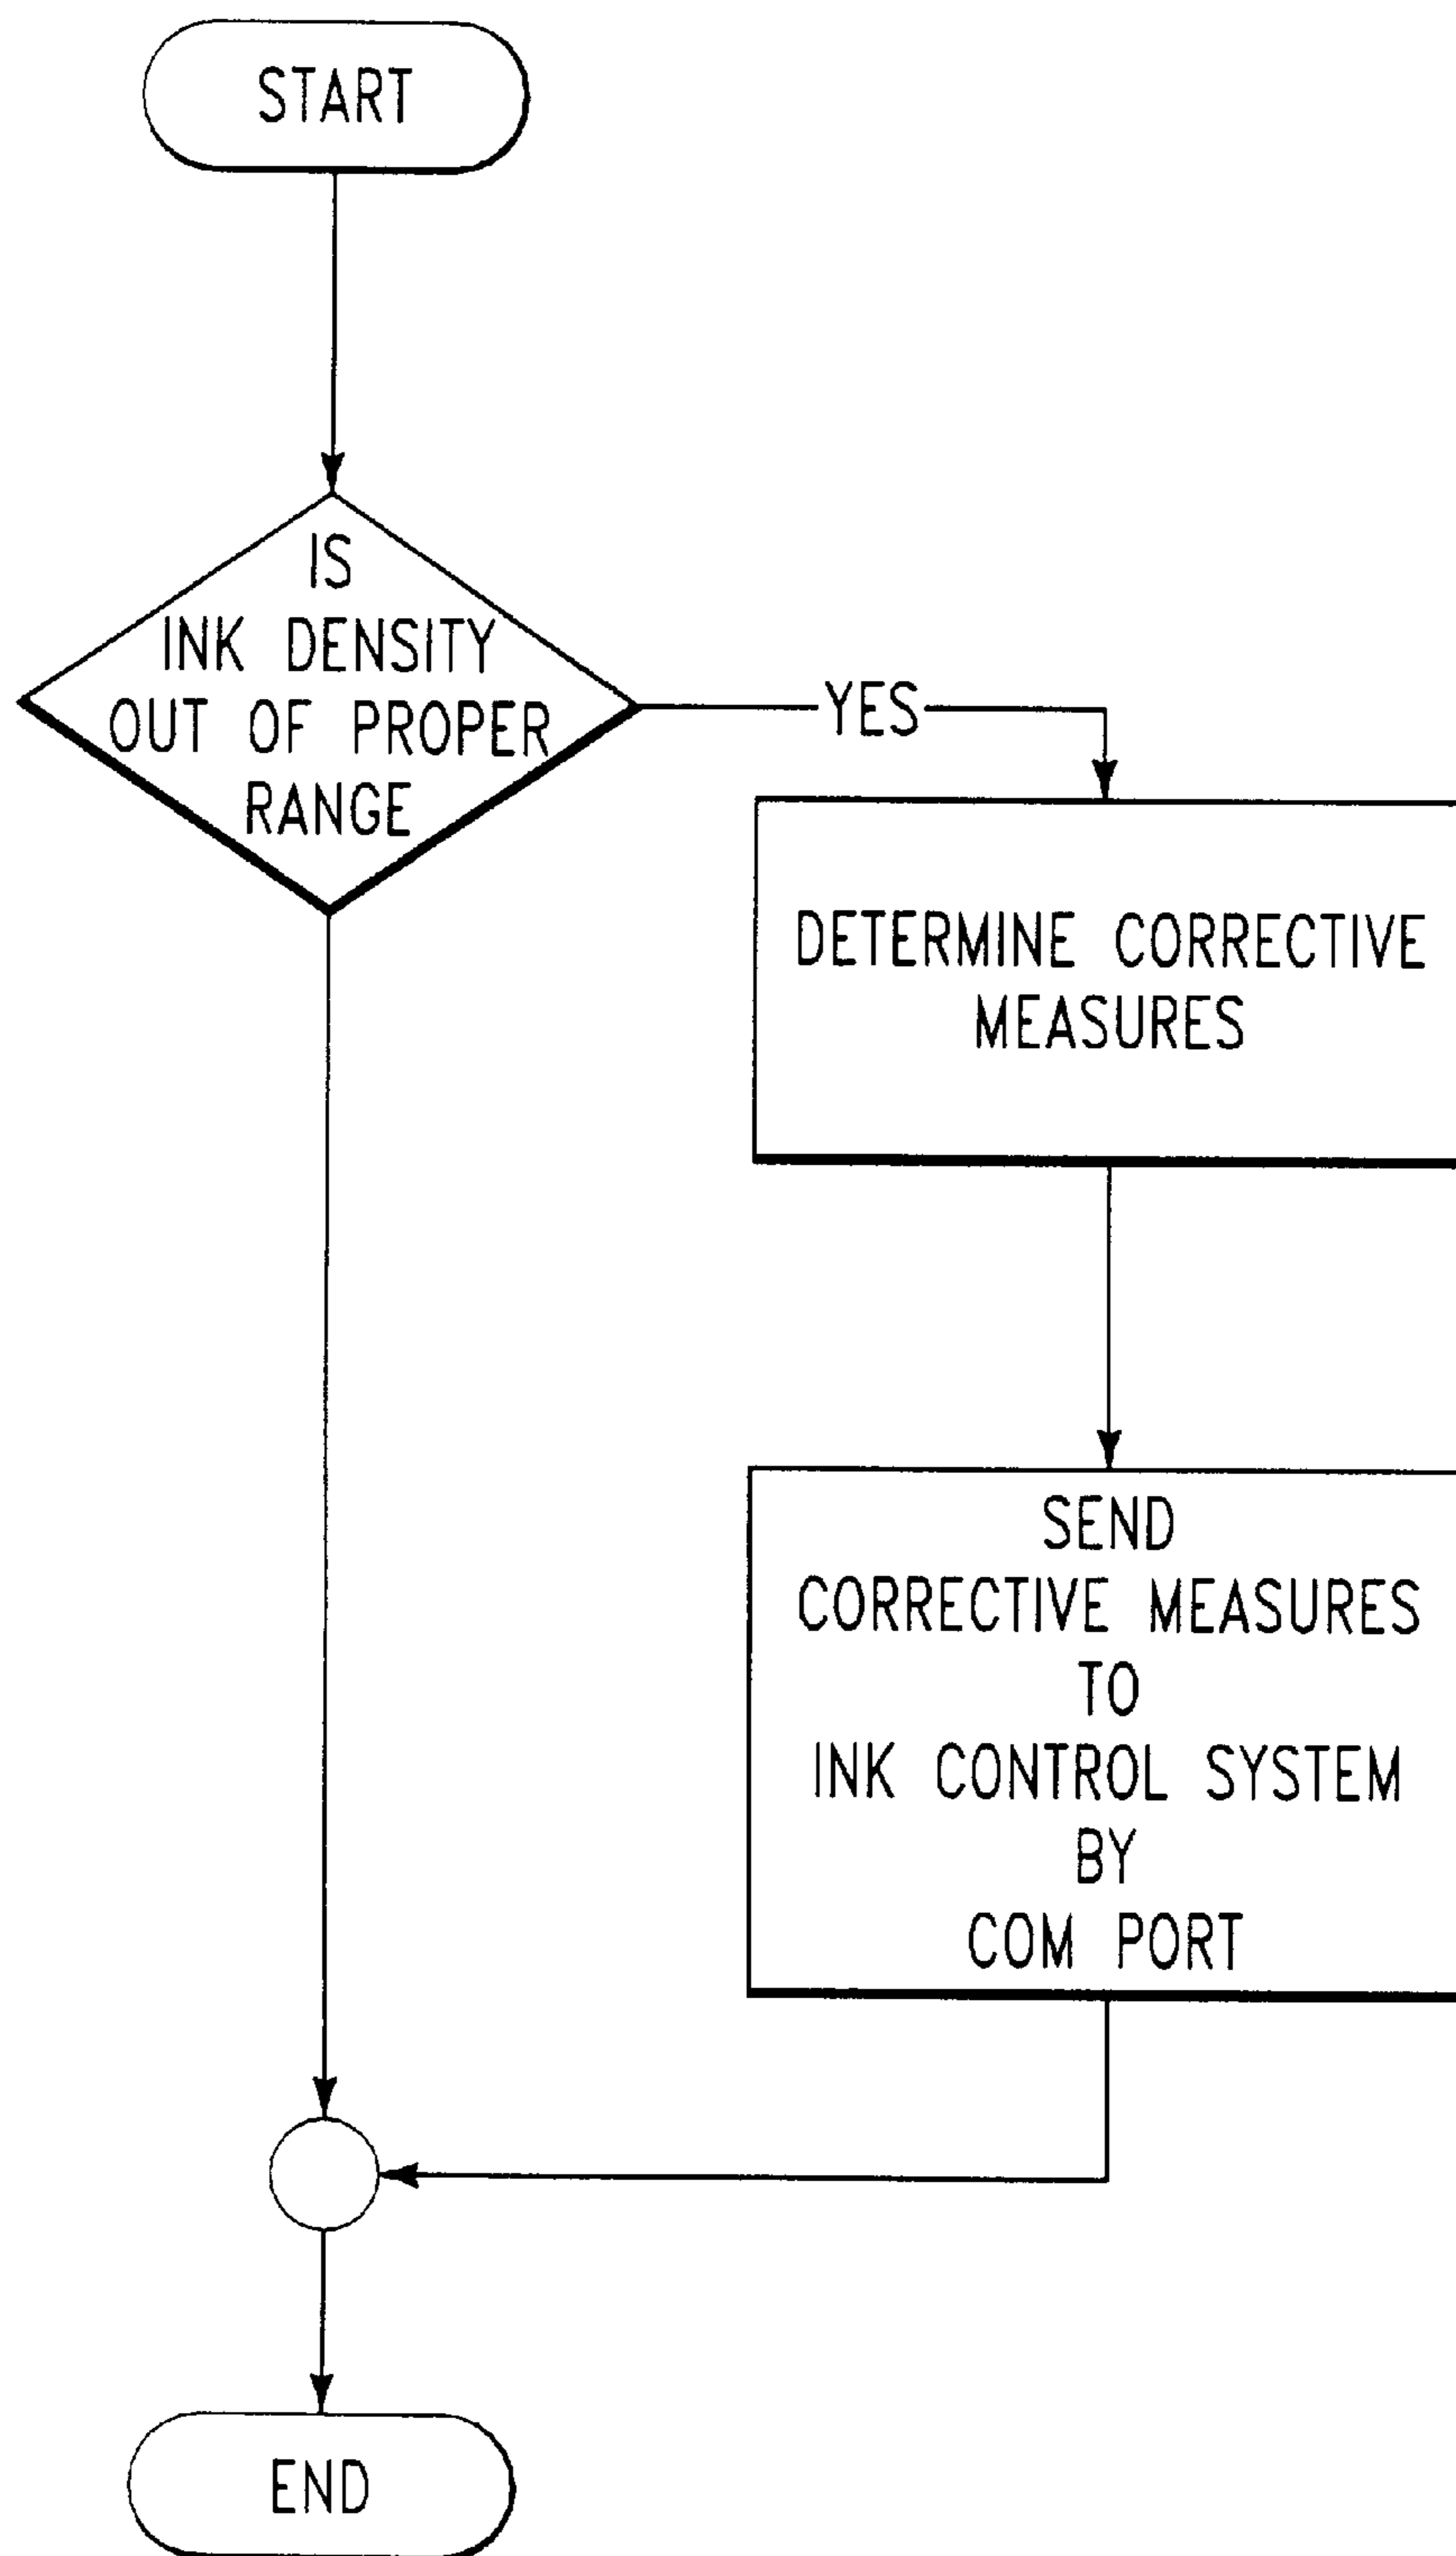 START
IS
INK DENSITY
OUT OF PROPER
RANGE
YES
DETERMINE CORRECTIVE
MEASURES
SEND
CORRECTIVE MEASURES
TO
INK CONTROL SYSTEM
BY
COM PORT
END